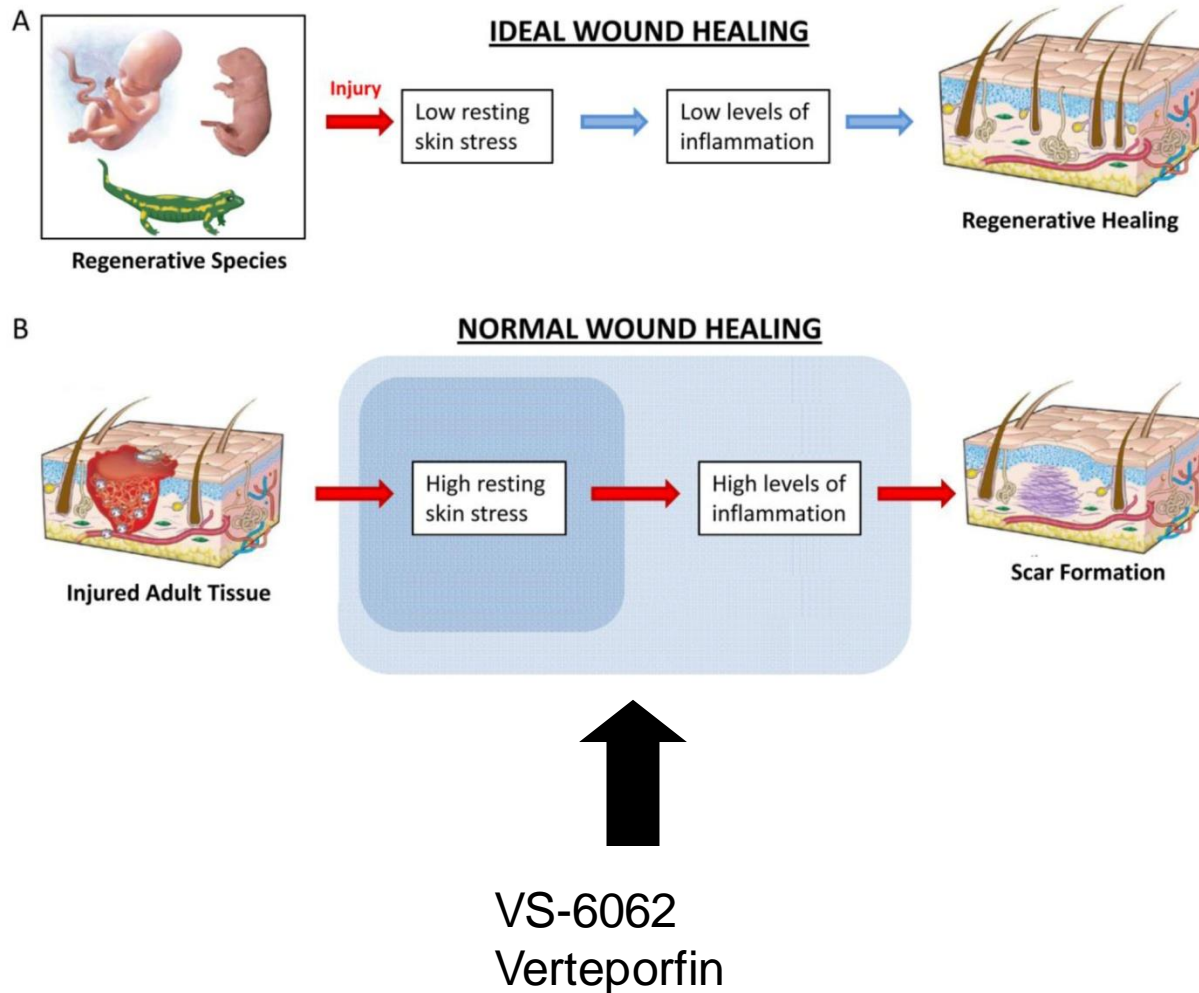 A
IDEAL WOUND HEALING
Injury
Low resting
skin stress
Low levels of
inflammation
Regenerative Species
Regenerative Healing
B
NORMAL WOUND HEALING
High resting
skin stress
High levels of
inflammation
Injured Adult Tissue
Scar Formation
VS-6062
Verteporfin